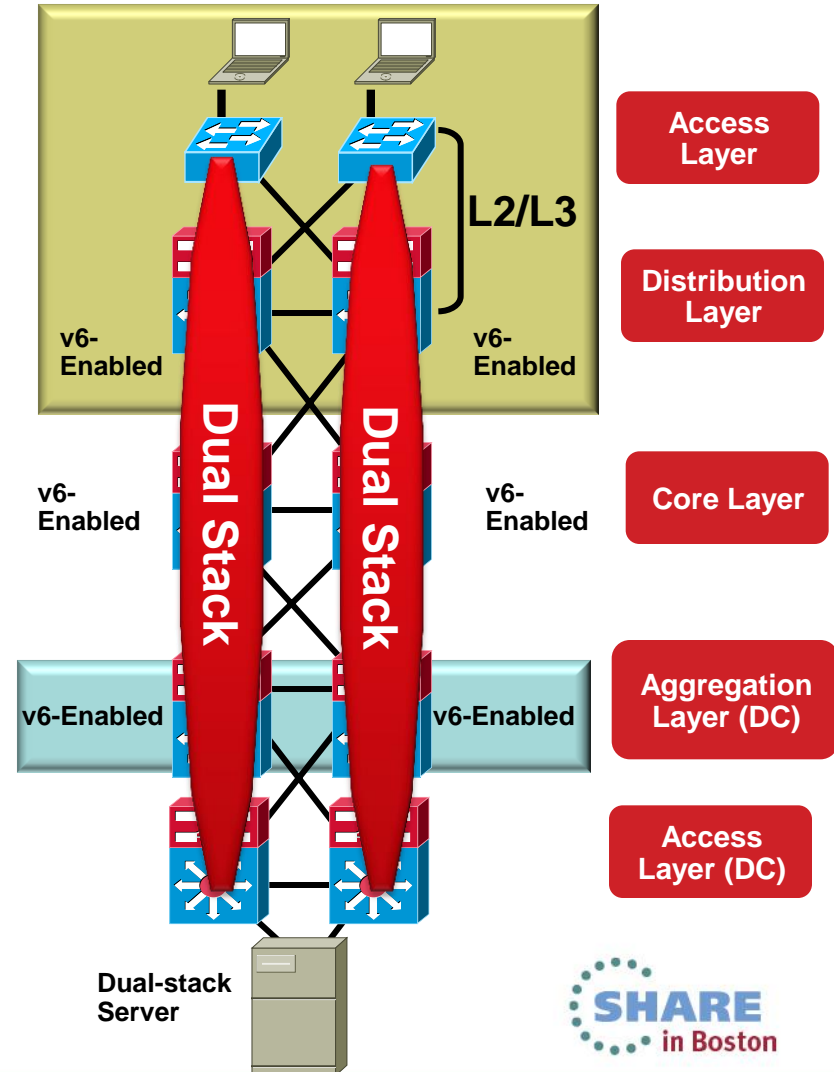 Access
Layer
L2/L3
Distribution
Layer
v6-
Enabled
v6-
Enabled
Dual Stack
Dual Stack
v6-
Enabled
v6-
Enabled
Core Layer
v6-Enabled
v6-Enabled
Aggregation
Layer (DC)
Access
Layer (DC)
Dual-stack
Server
SHARE
in Boston